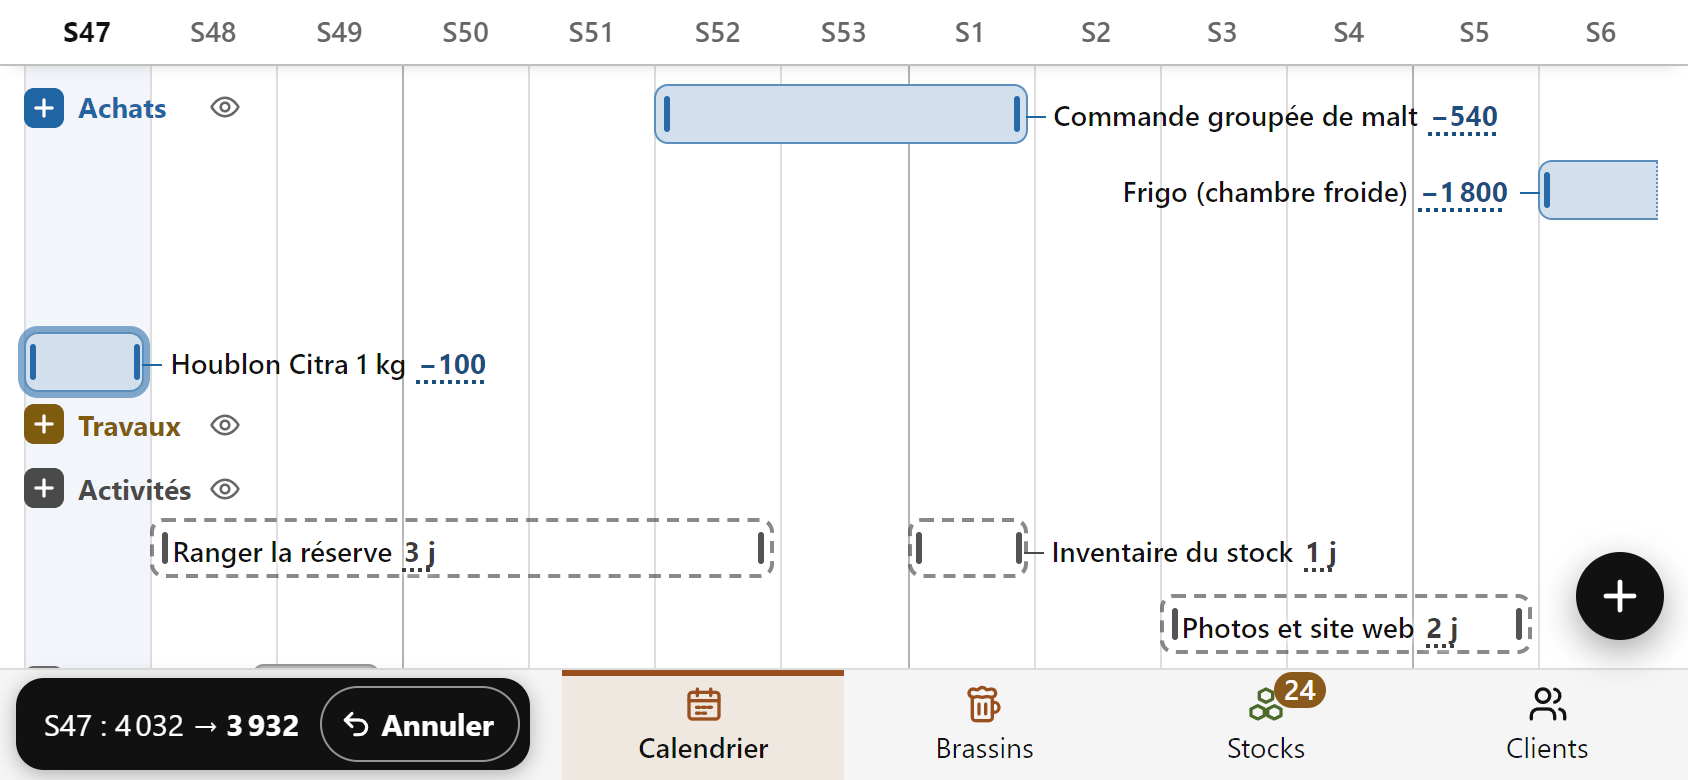 S47 S48 S49 S50 S51 S52 S53 S1 S2 S3 S4 S5 S6
Achats
Commande groupée de malt −540
Frigo (chambre froide) −1 800
Houblon Citra 1 kg −100
Travaux
Activités
Ranger la réserve 3 j
Inventaire du stock 1 j
Photos et site web 2 j
S47 : 4 032 → 3 932 Annuler
24
Calendrier Brassins Stocks Clients